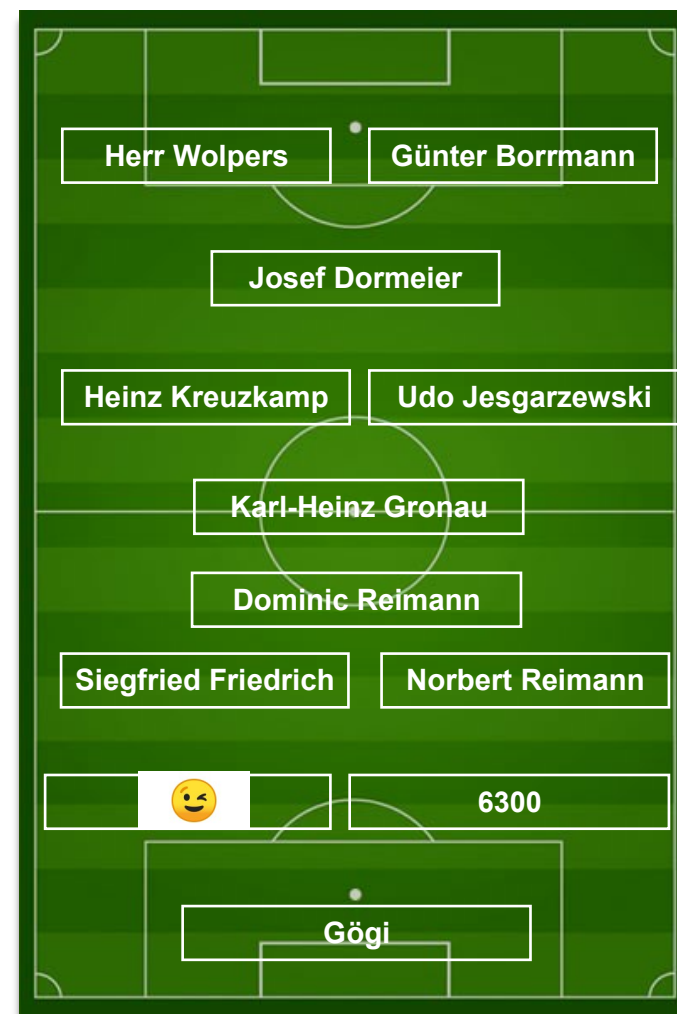 Herr Wolpers
Günter Borrmann
Josef Dormeier
Heinz Kreuzkamp
Udo Jesgarzewski
Karl-Heinz Gronau
Dominic Reimann
Siegfried Friedrich
Norbert Reimann
😉
6300
Gögi